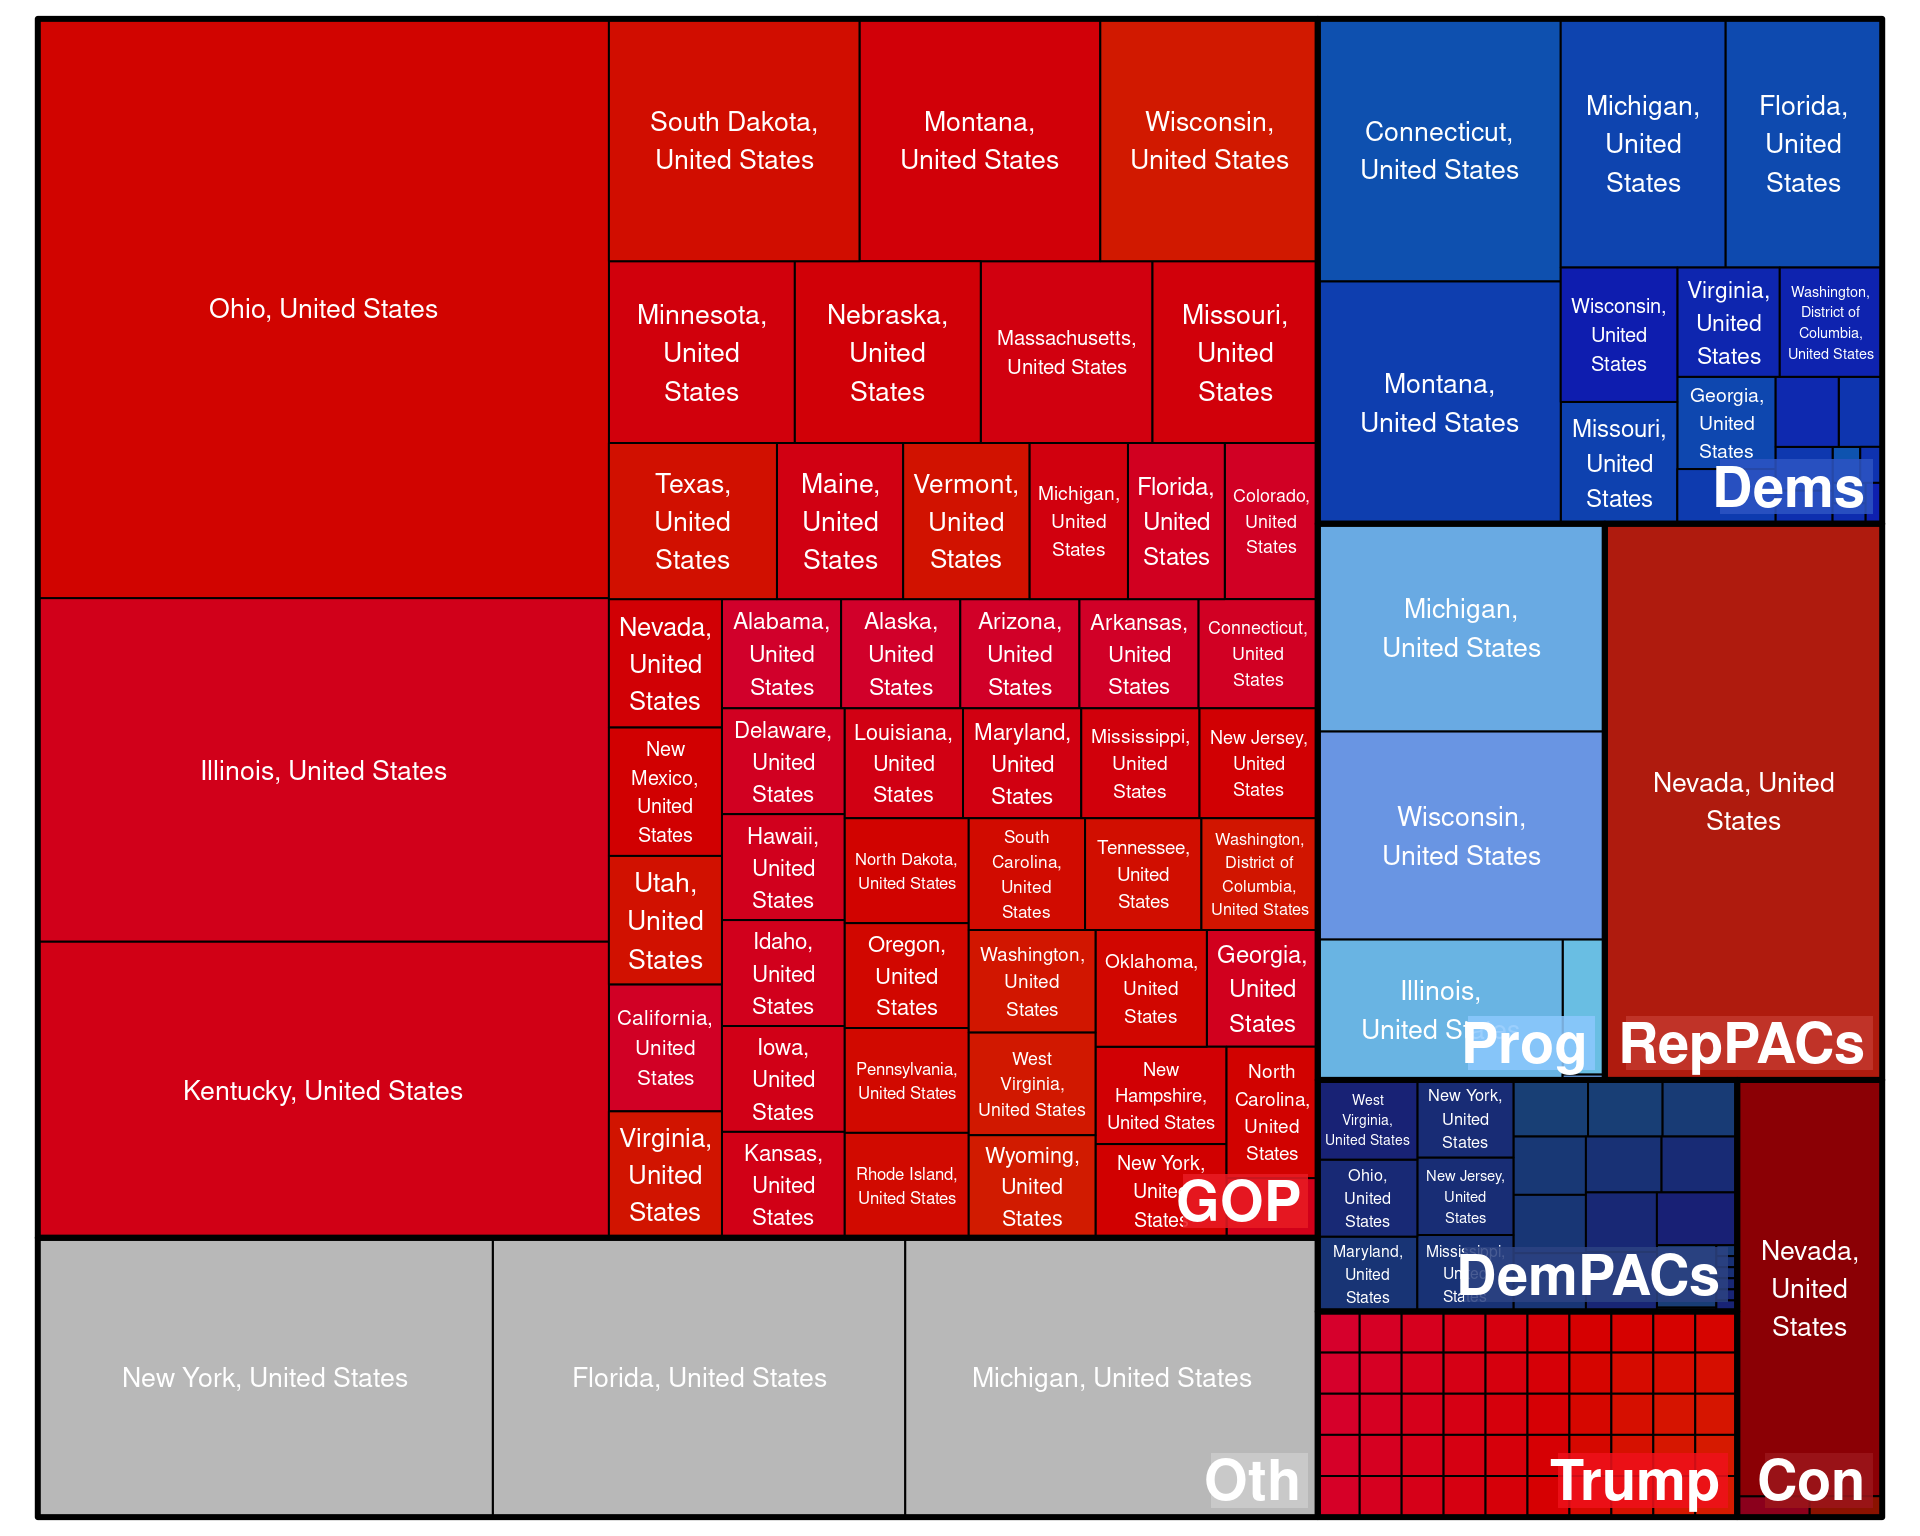 Ohio, United States
Illinois, United States
Kentucky, United States
South Dakota,
United States
Montana,
United States
Wisconsin,
United States
Minnesota,
United
States
Nebraska,
United
States
Massachusetts,
United States
Missouri,
United
States
Texas,
United
States
Maine,
United
States
Vermont,
United
States
Michigan,
United
States
Florida,
United
States
Colorado,
United
States
Nevada,
United
States
New
Mexico,
United
States
Utah,
United
States
California,
United
States
Virginia,
United
States
Alabama,
United
States
Alaska,
United
States
Arizona,
United
States
Arkansas,
United
States
Connecticut,
United
States
Delaware,
United
States
Hawaii,
United
States
Idaho,
United
States
Iowa,
United
States
Kansas,
United
States
Louisiana,
United
States
Maryland,
United
States
Mississippi,
United
States
New Jersey,
United
States
North Dakota,
United States
Oregon,
United
States
Pennsylvania,
United States
Rhode Island,
United States
South
Carolina,
United
States
Tennessee,
United
States
Washington,
District of
Columbia,
United States
Washington,
United
States
West
Virginia,
United States
Wyoming,
United
States
Oklahoma,
United
States
Georgia,
United
States
New
Hampshire,
United States
New York,
United
States
North
Carolina,
United
States
GOP
New York, United States
Florida, United States
Michigan, United States
Oth
Connecticut,
United States
Montana,
United States
Michigan,
United
States
Florida,
United
States
Wisconsin,
United
States
Missouri,
United
States
Virginia,
United
States
Washington,
District of
Columbia,
United States
Georgia,
United
States
Dems
Michigan,
United States
Wisconsin,
United States
Illinois,
United States
Prog
Nevada, United
States
RepPACs
West
Virginia,
United States
Ohio,
United
States
Maryland,
United
States
New York,
United
States
New Jersey,
United
States
Mississippi,
United
States
DemPACs
Trump
Nevada,
United
States
Con